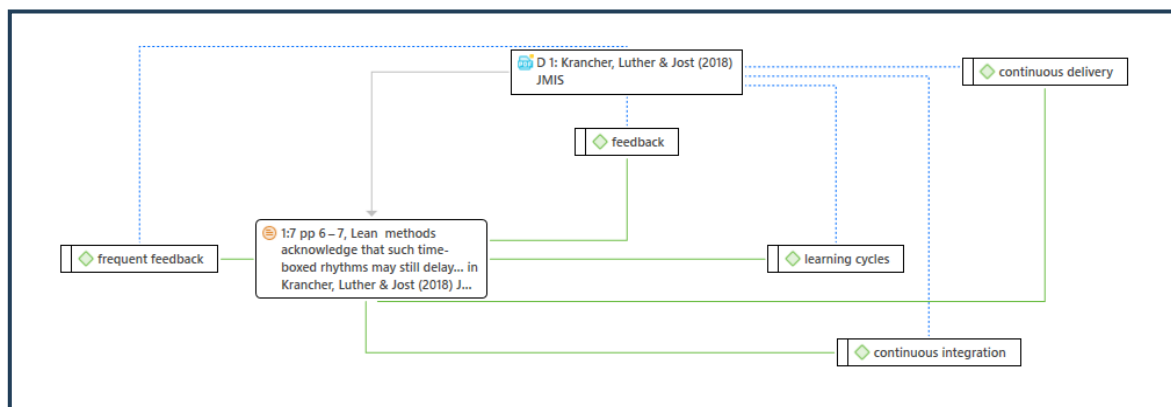 D 1: Krancher, Luther & Jost (2018)
JMIS
continuous delivery
feedback
1:7 pp 6 – 7, Lean methods
acknowledge that such time-
boxed rhythms may still delay... in
Krancher, Luther & Jost (2018) J...
frequent feedback
learning cycles
continuous integration